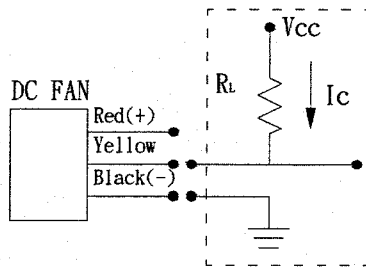 Vcc
DC FAN
RL
Ic
Red(+)
Yellow
Black(-)